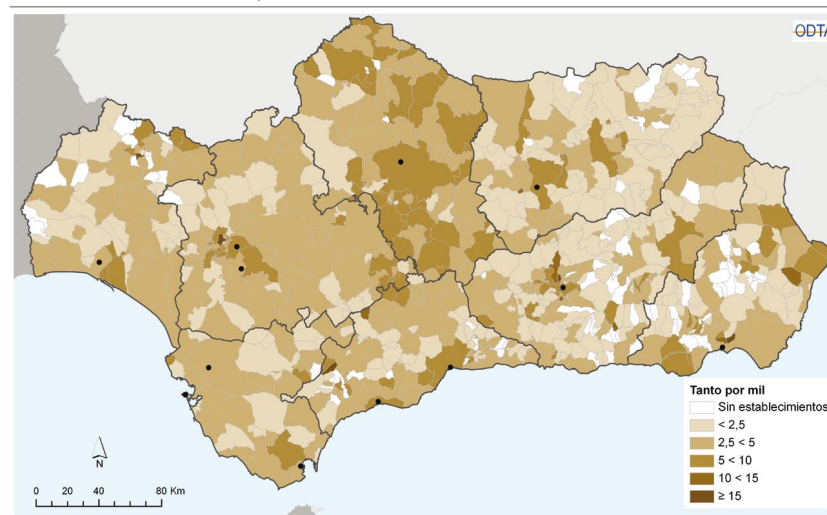 ODTA
Tanto por mil
Sin establecimientos
< 2,5
2,5 < 5
5 < 10
10 < 15
≥ 15
N
0 20 40 80 Km